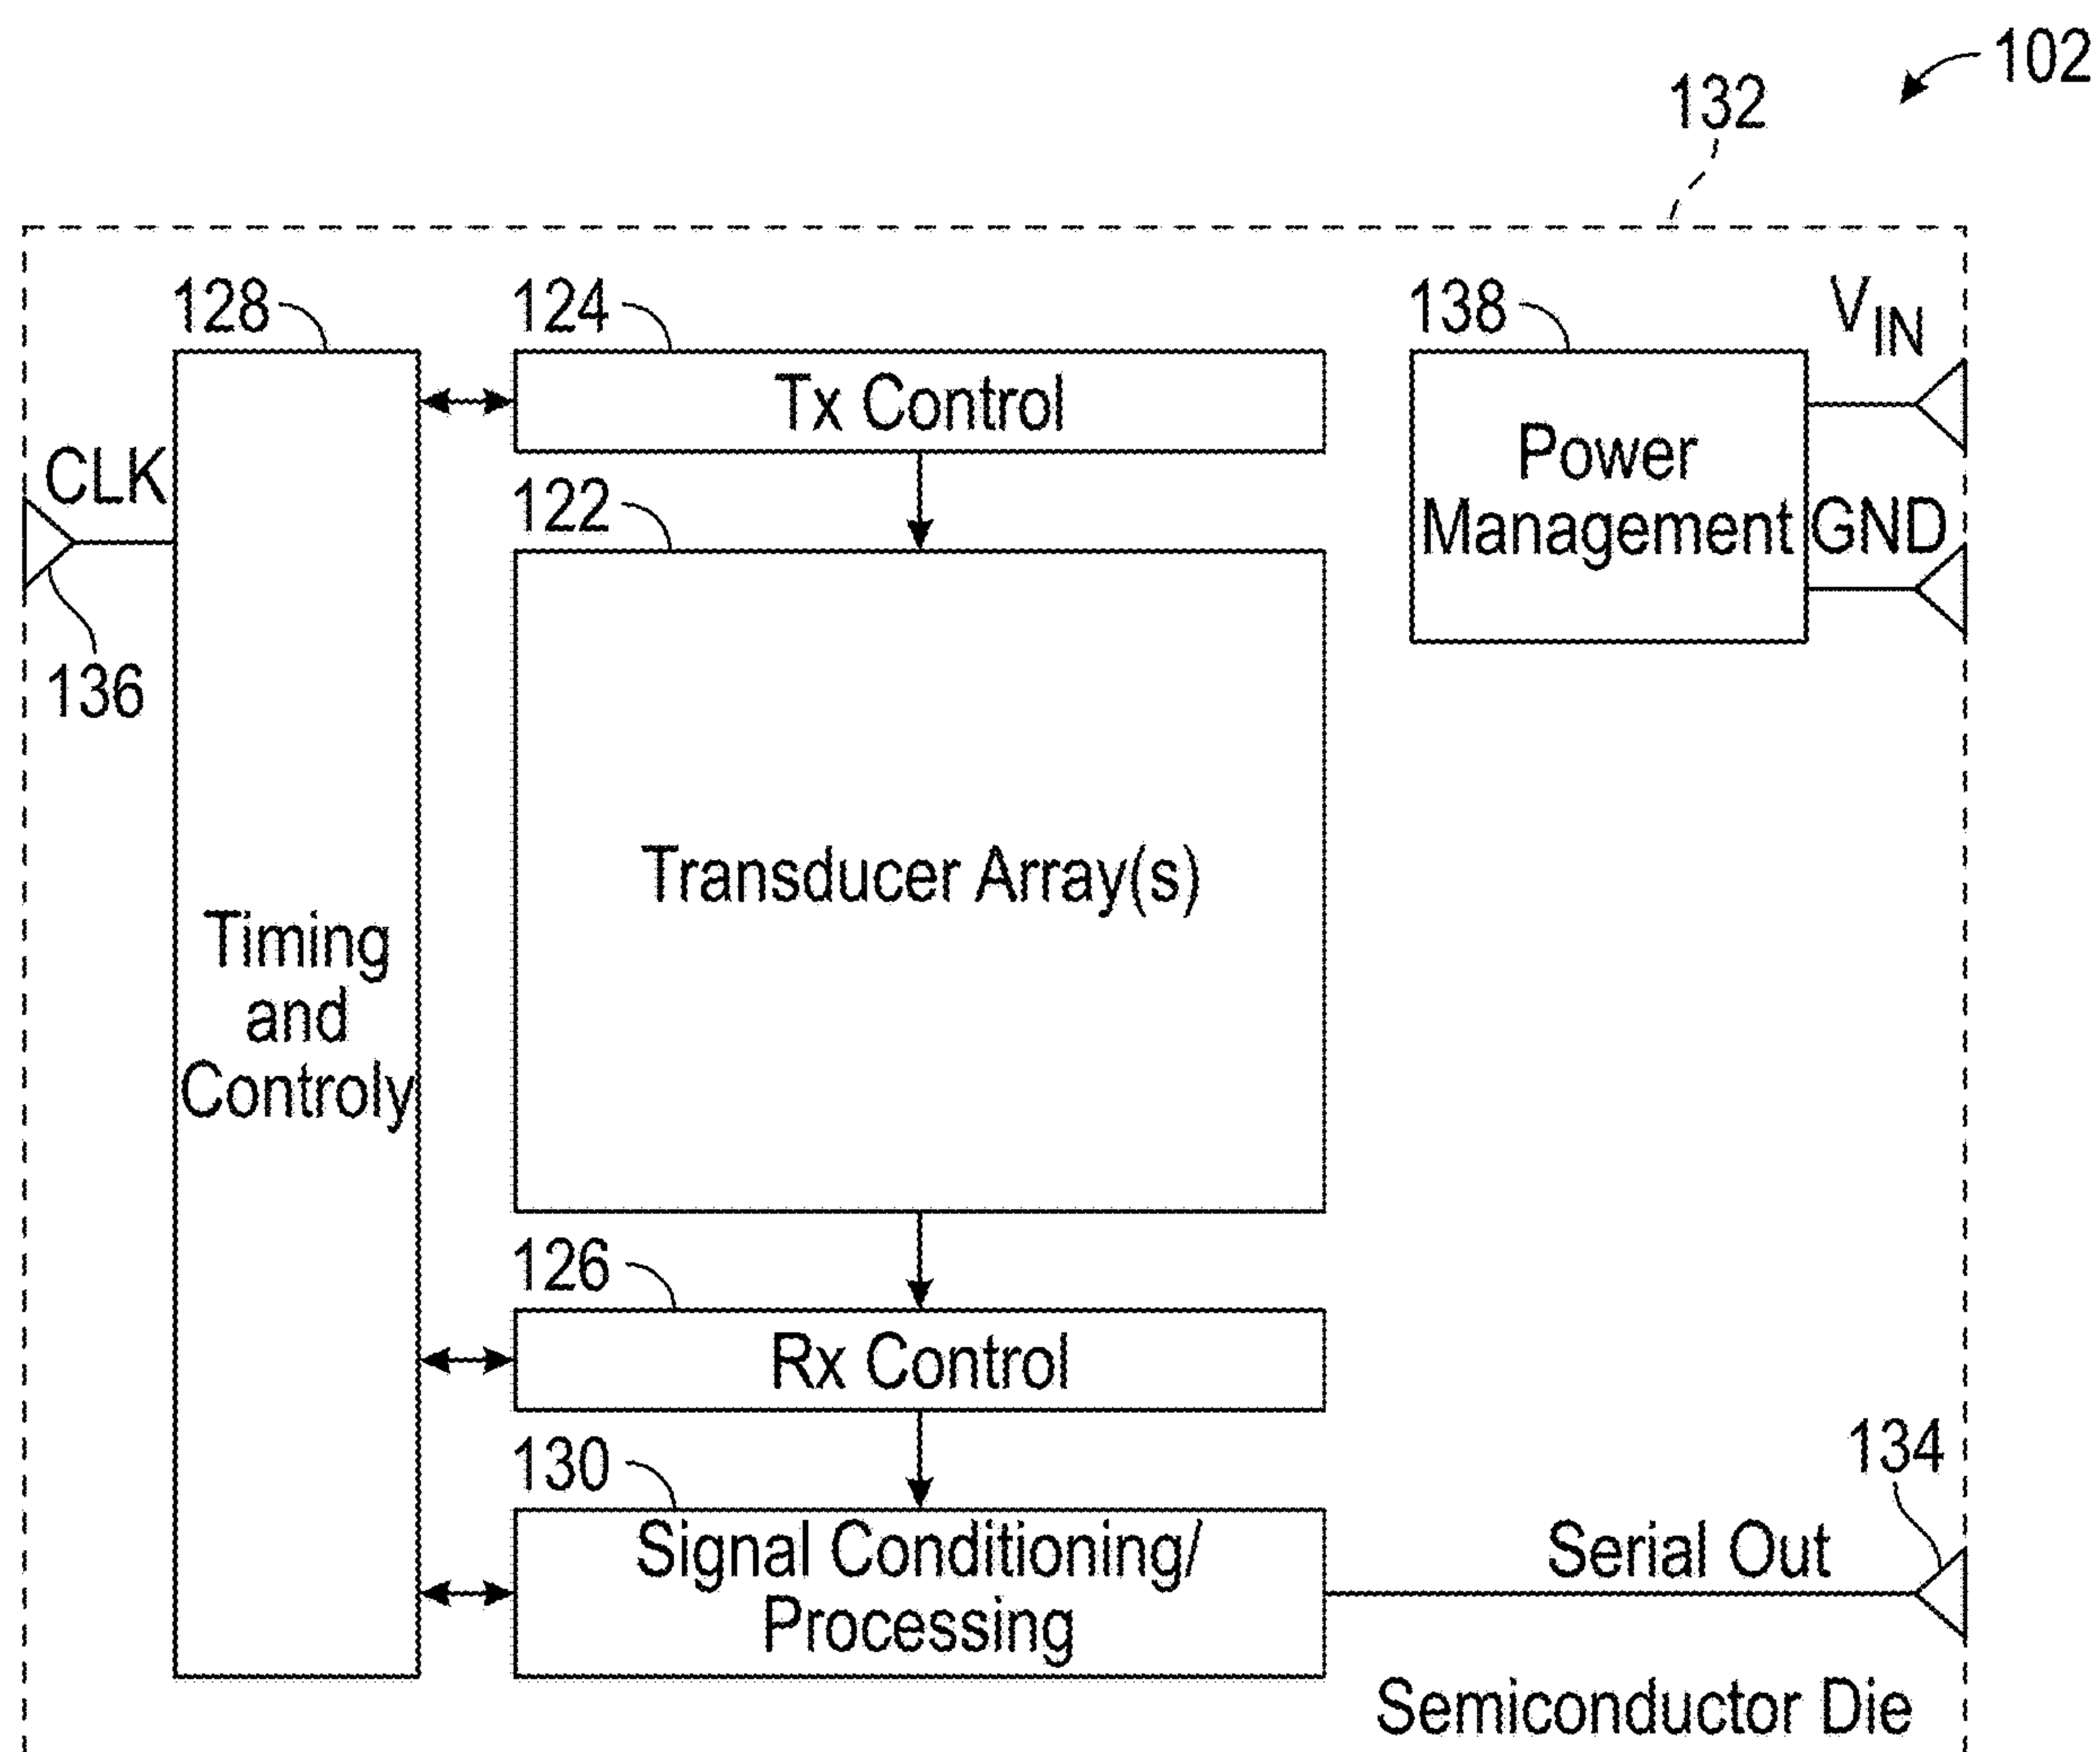 102
132
128
124
138
V_IN
Tx Control
CLK
Power
Management
GND
122
136
Transducer Array(s)
Timing
and
Controly
126
Rx Control
130
134
Signal Conditioning/
Processing
Serial Out
Semiconductor Die